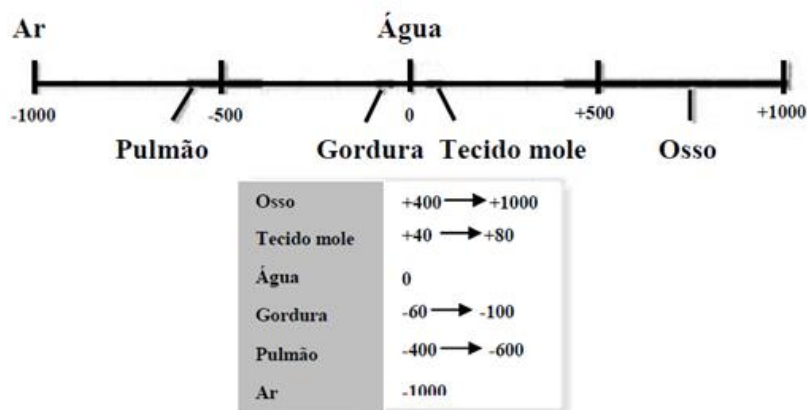 Ar Água
-1000 -500 0 +500 +1000
Pulmão Gordura Tecido mole Osso
Osso +400 → +1000
Tecido mole +40 → +80
Água 0
Gordura -60 → -100
Pulmão -400 → -600
Ar -1000